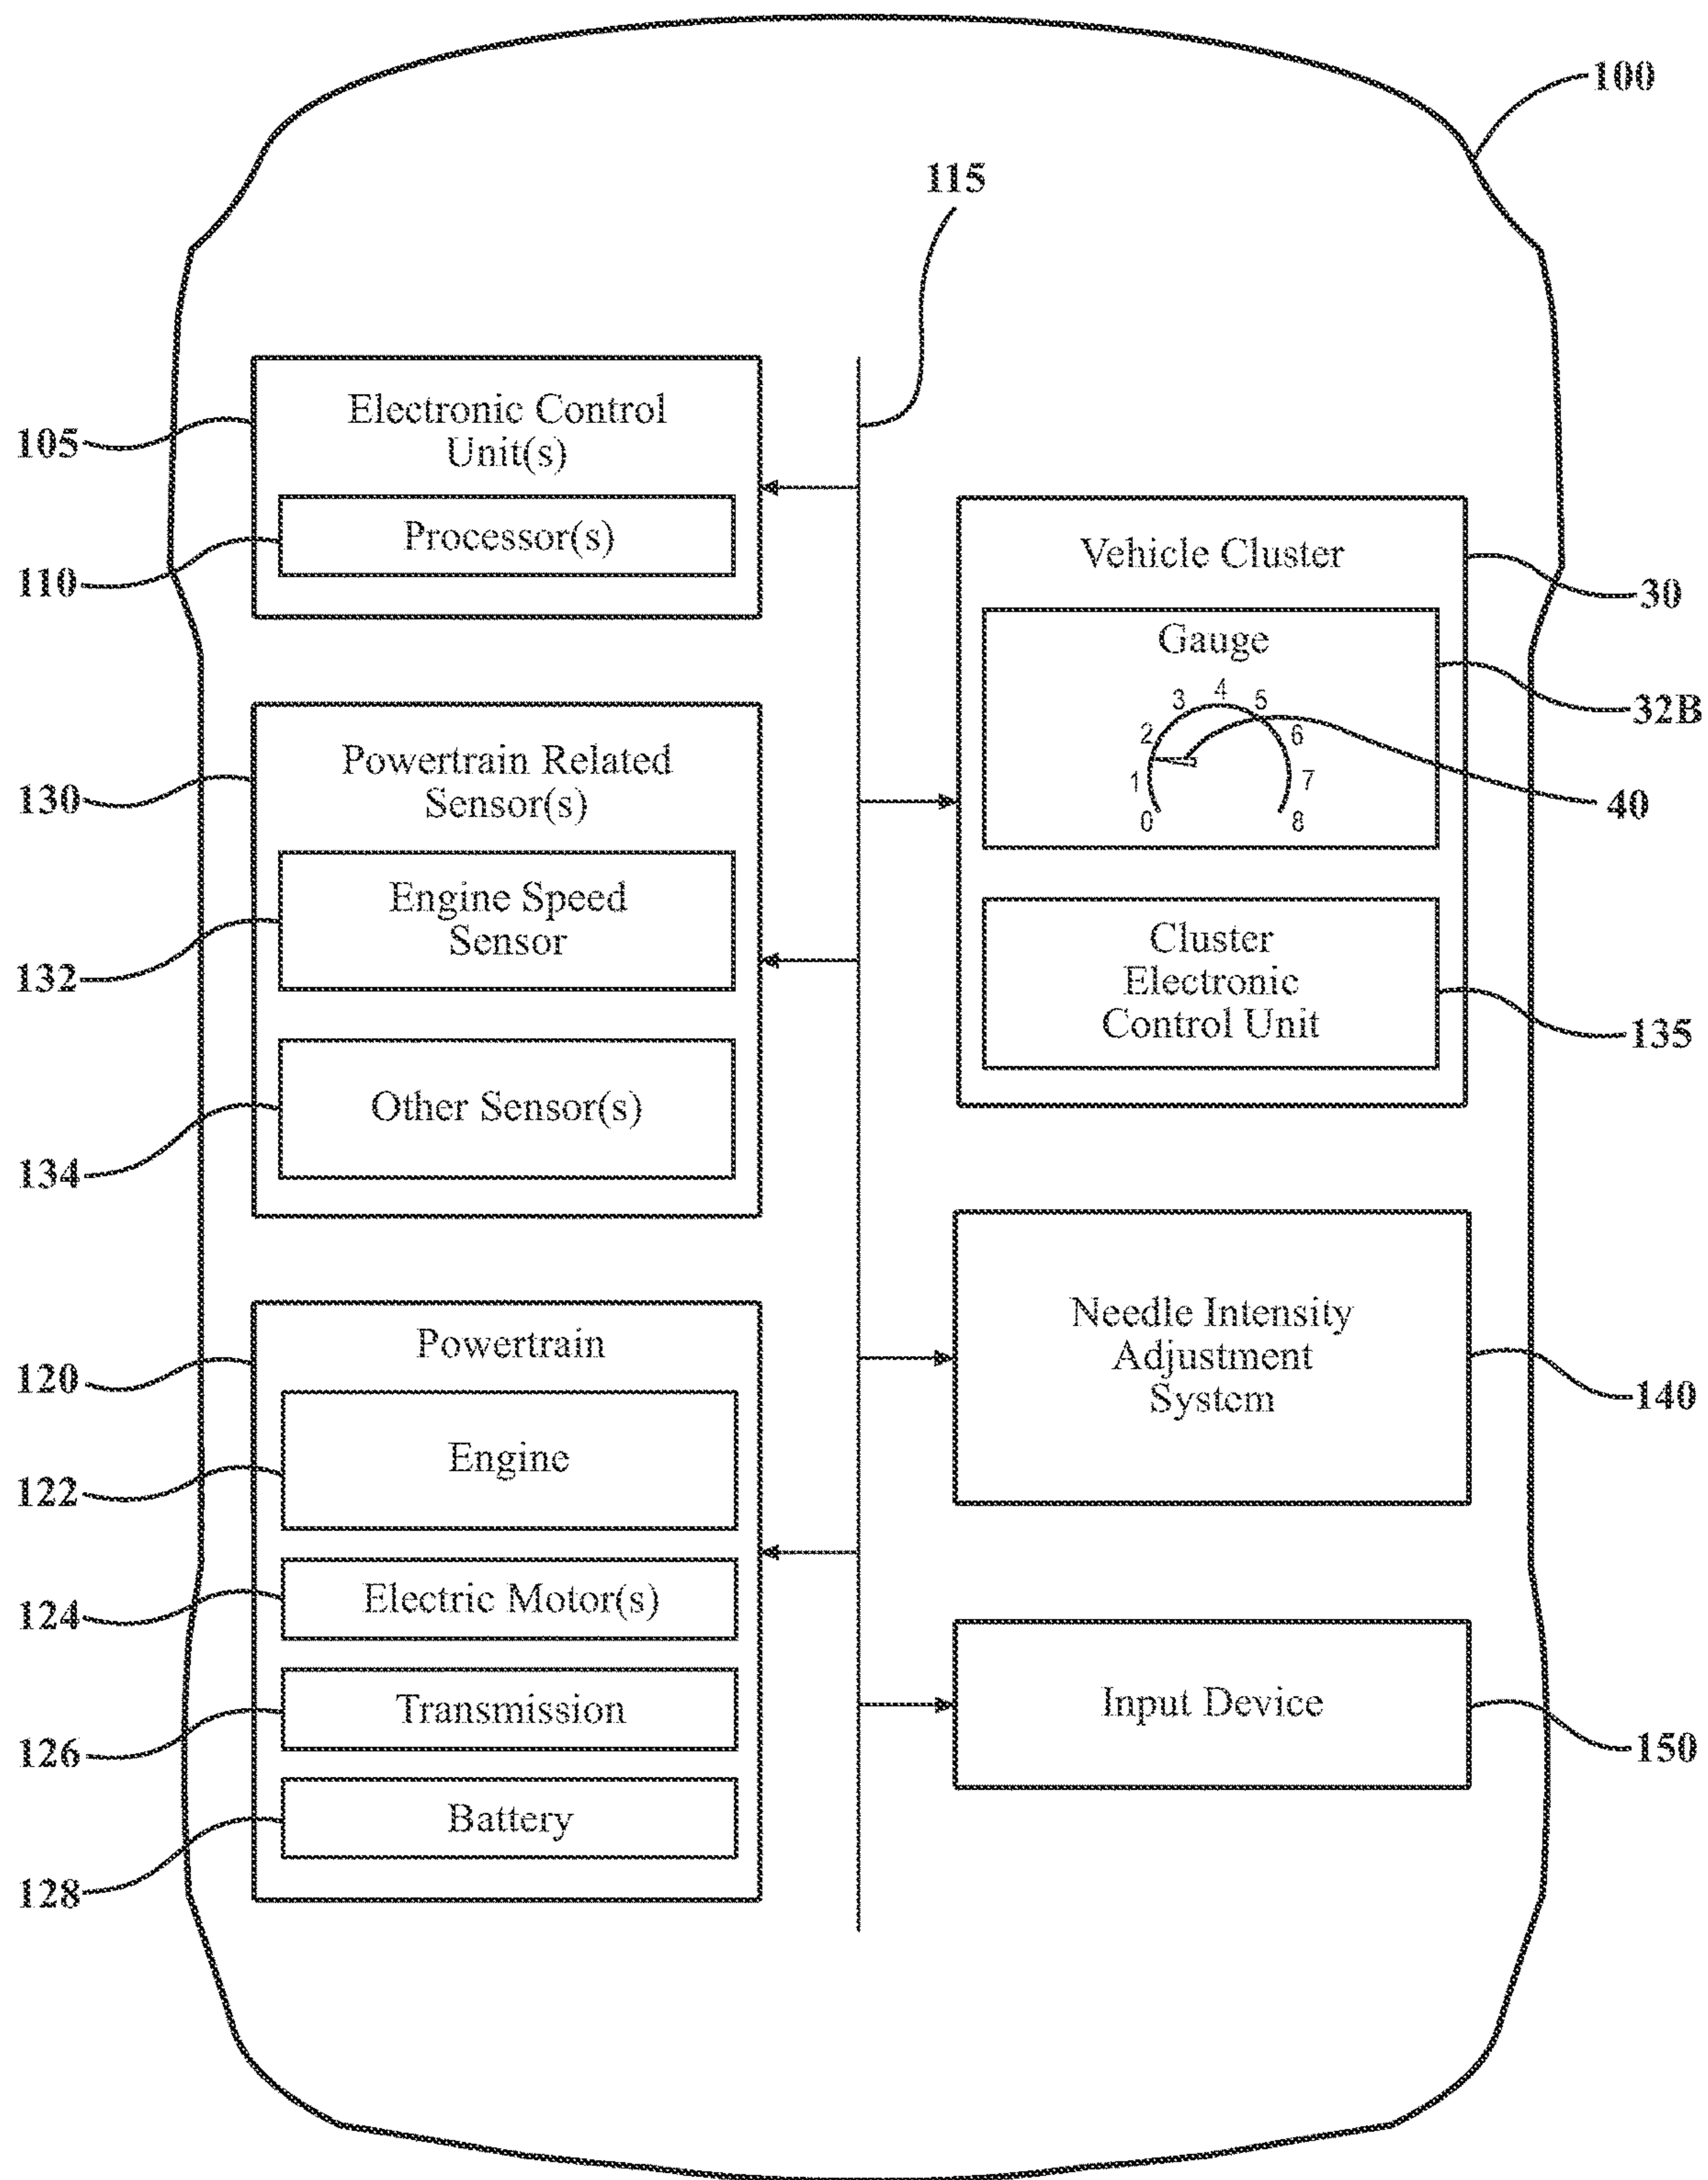 100
115
105
Electronic Control
Unit(s)
110
Processor(s)
130
Powertrain Related
Sensor(s)
132
Engine Speed
Sensor
134
Other Sensor(s)
120
Powertrain
122
Engine
124
Electric Motor(s)
126
Transmission
128
Battery
Vehicle Cluster
30
Gauge
32B
0
1
2
3
4
5
6
7
8
40
Cluster
Electronic
Control Unit
135
Needle Intensity
Adjustment
System
140
Input Device
150